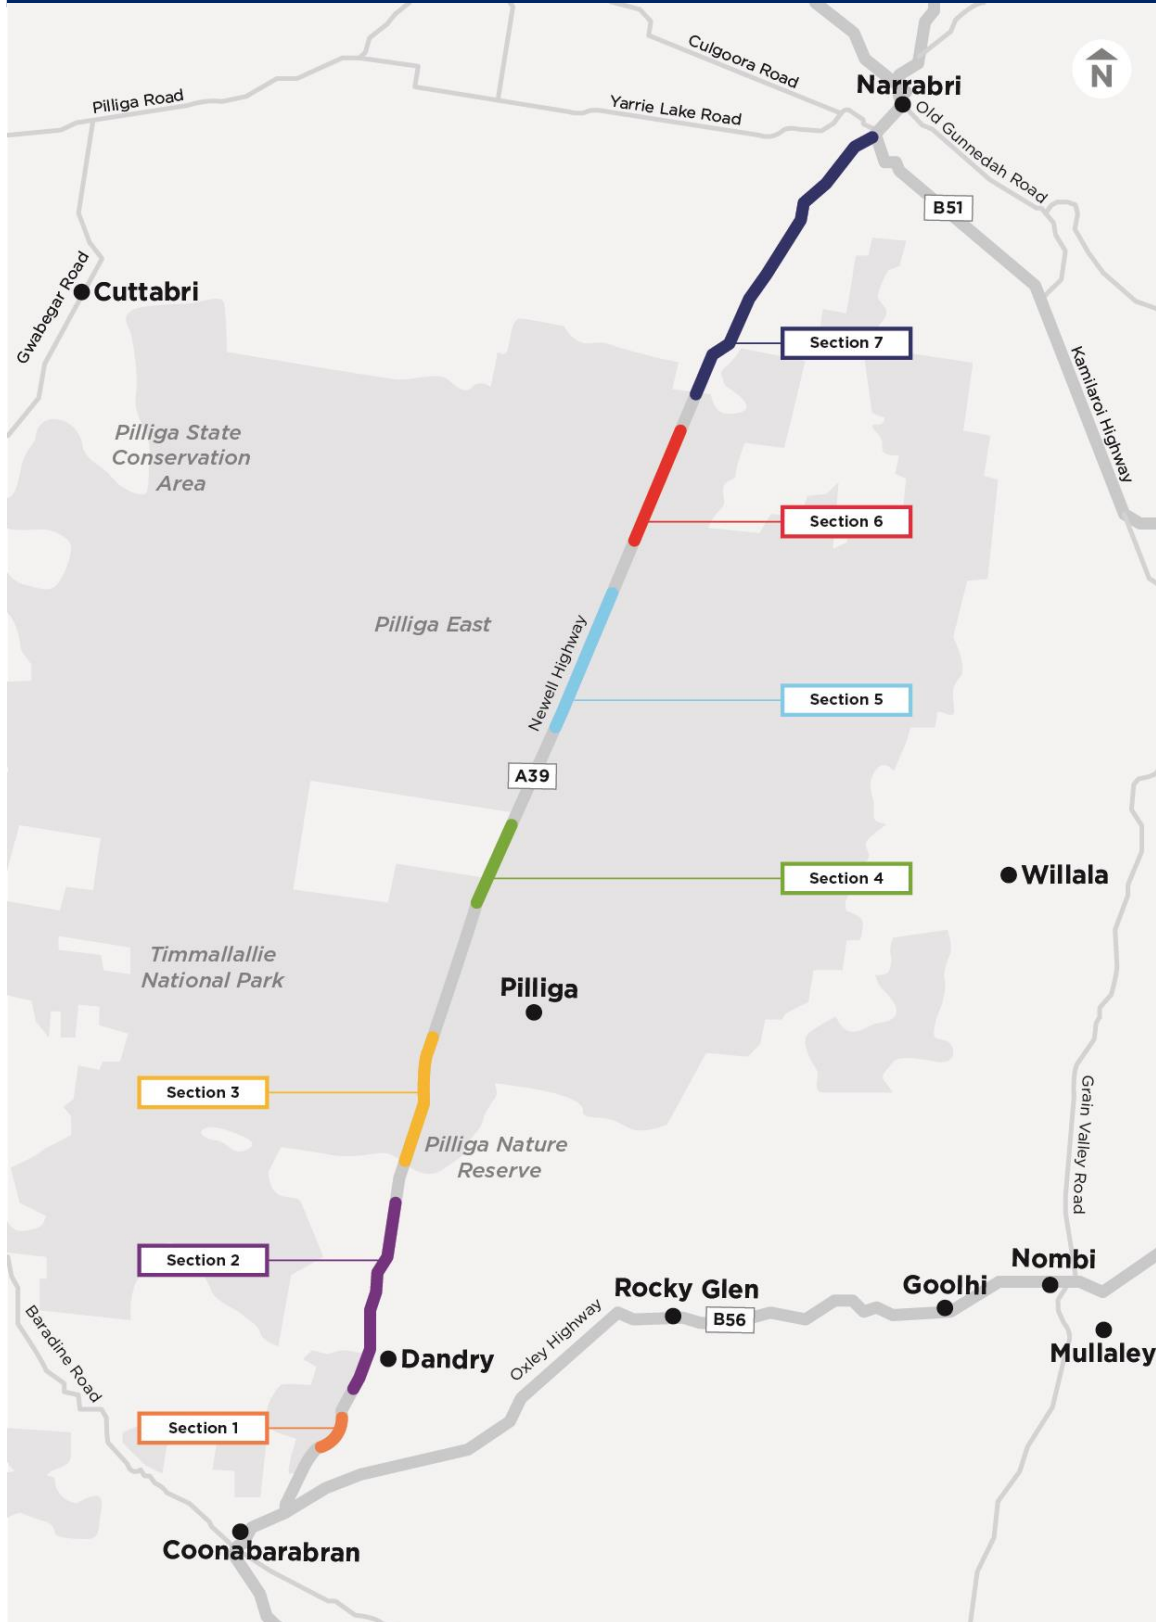 Culgoora Road
N
Narrabri
Pilliga Road
Yarrie Lake Road
Old Gunnedah Road
B51
Gwabegar Road
Cuttabri
Section 7
Kamilaroi Highway
Pilliga State
Conservation
Area
Section 6
Pilliga East
Newell Highway
Section 5
A39
Section 4
Willala
Timmallallie
National Park
Pilliga
Section 3
Grain Valley Road
Pilliga Nature
Reserve
Section 2
Nombi
Rocky Glen
Goolhi
B56
Oxley Highway
Baradine Road
Dandry
Mullaley
Section 1
Coonabarabran